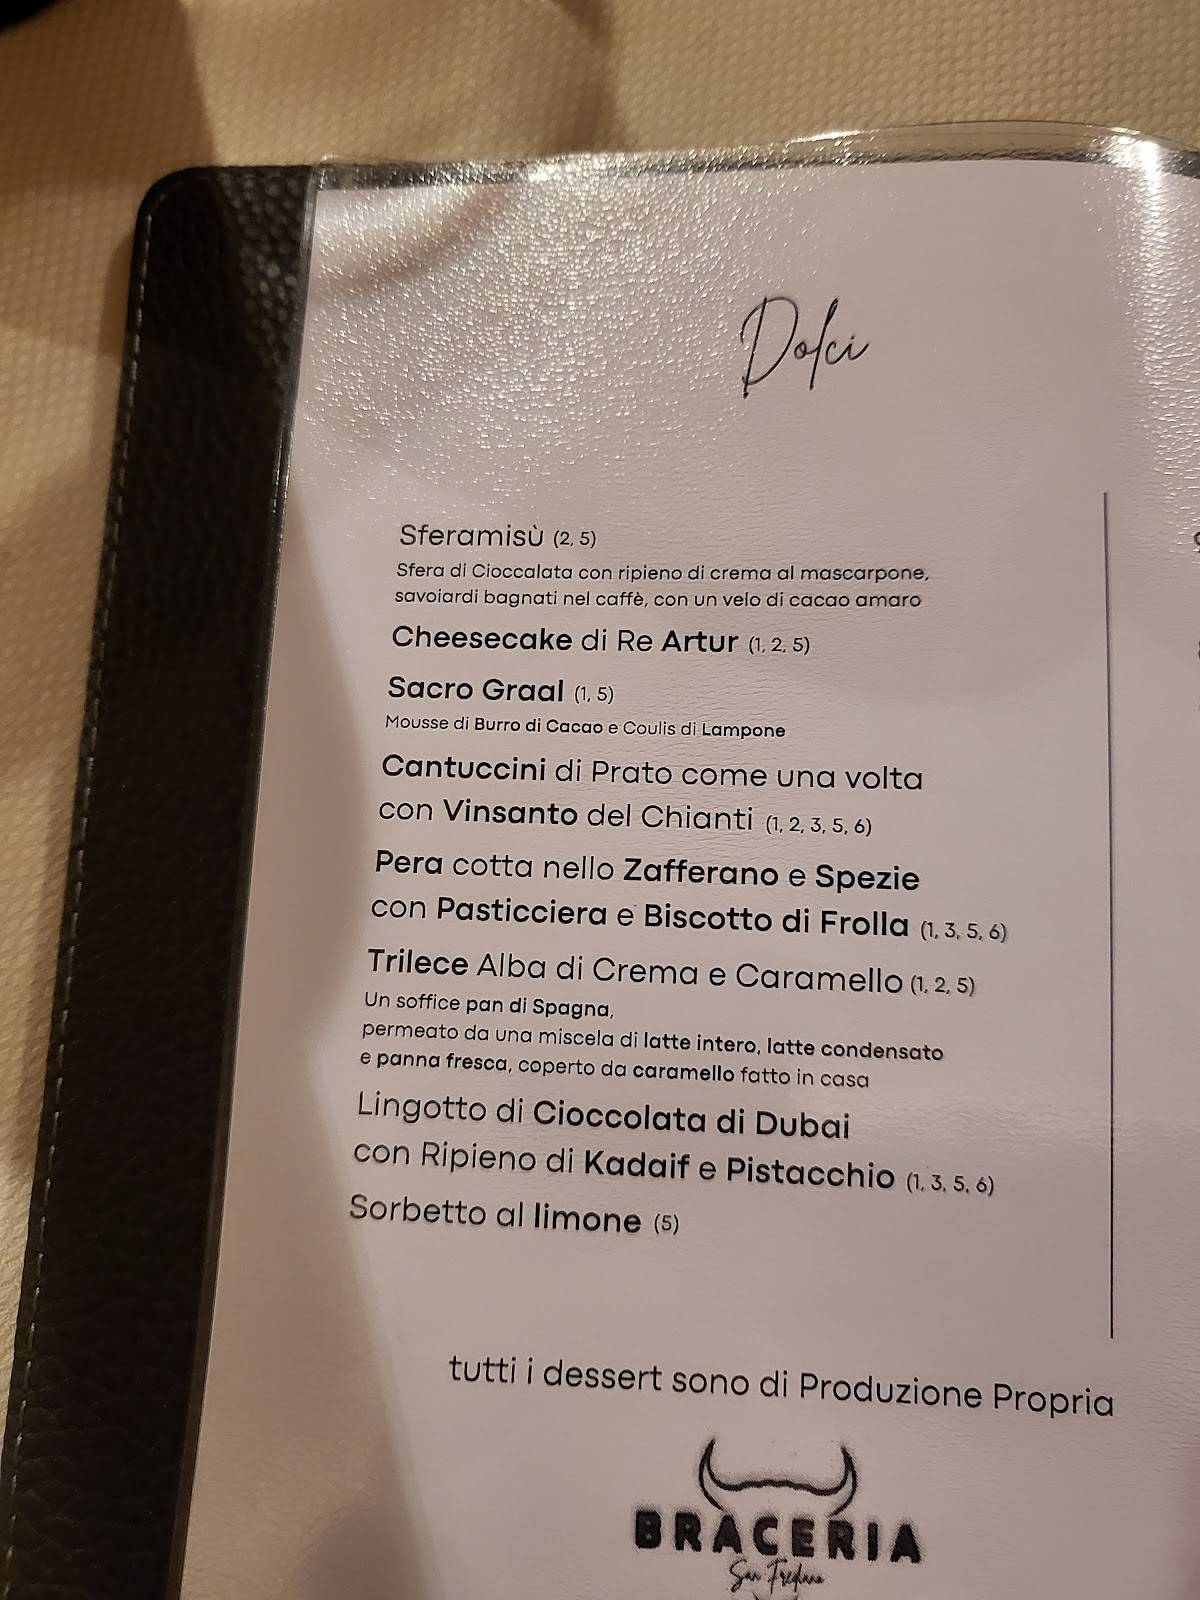 Dolci
Sferamisù (2, 5)
Sfera di Cioccalata con ripieno di crema al mascarpone,
savoiardi bagnati nel caffè, con un velo di cacao amaro
Cheesecake di Re Artur (1, 2, 5)
Sacro Graal (1, 5)
Mousse di Burro di Cacao e Coulis di Lampone
Cantuccini di Prato come una volta
con Vinsanto del Chianti (1, 2, 3, 5, 6)
Pera cotta nello Zafferano e Spezie
con Pasticciera e Biscotto di Frolla (1, 3, 5, 6)
Trilece Alba di Crema e Caramello (1, 2, 5)
Un soffice pan di Spagna,
permeato da una miscela di latte intero, latte condensato
e panna fresca, coperto da caramello fatto in casa
Lingotto di Cioccolata di Dubai
con Ripieno di Kadaif e Pistacchio (1, 3, 5, 6)
Sorbetto al limone (5)
tutti i dessert sono di Produzione Propria
BRACERIA
San Frediano